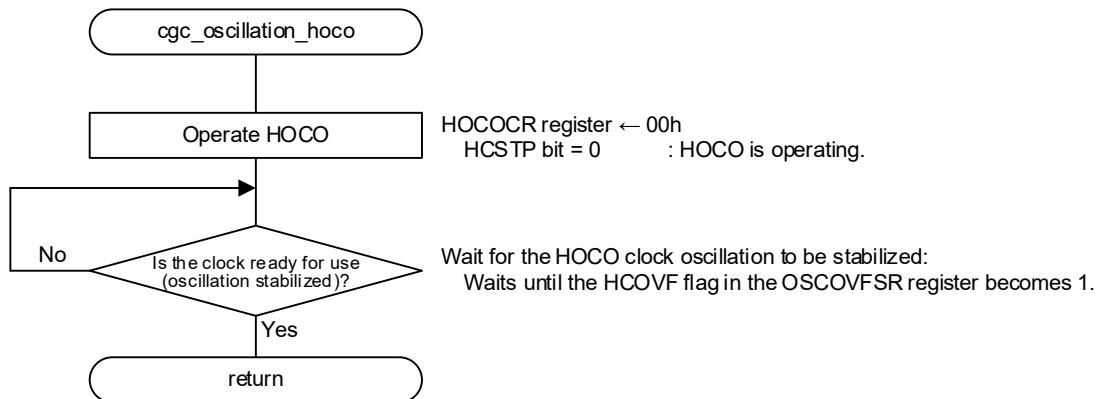 cgc_oscillation_hoco
Operate HOCO
HOCOCR register ← 00h
HCSTP bit = 0 : HOCO is operating.
No
Is the clock ready for use
(oscillation stabilized)?
Wait for the HOCO clock oscillation to be stabilized:
Waits until the HCOVF flag in the OSCOVFSR register becomes 1.
Yes
return